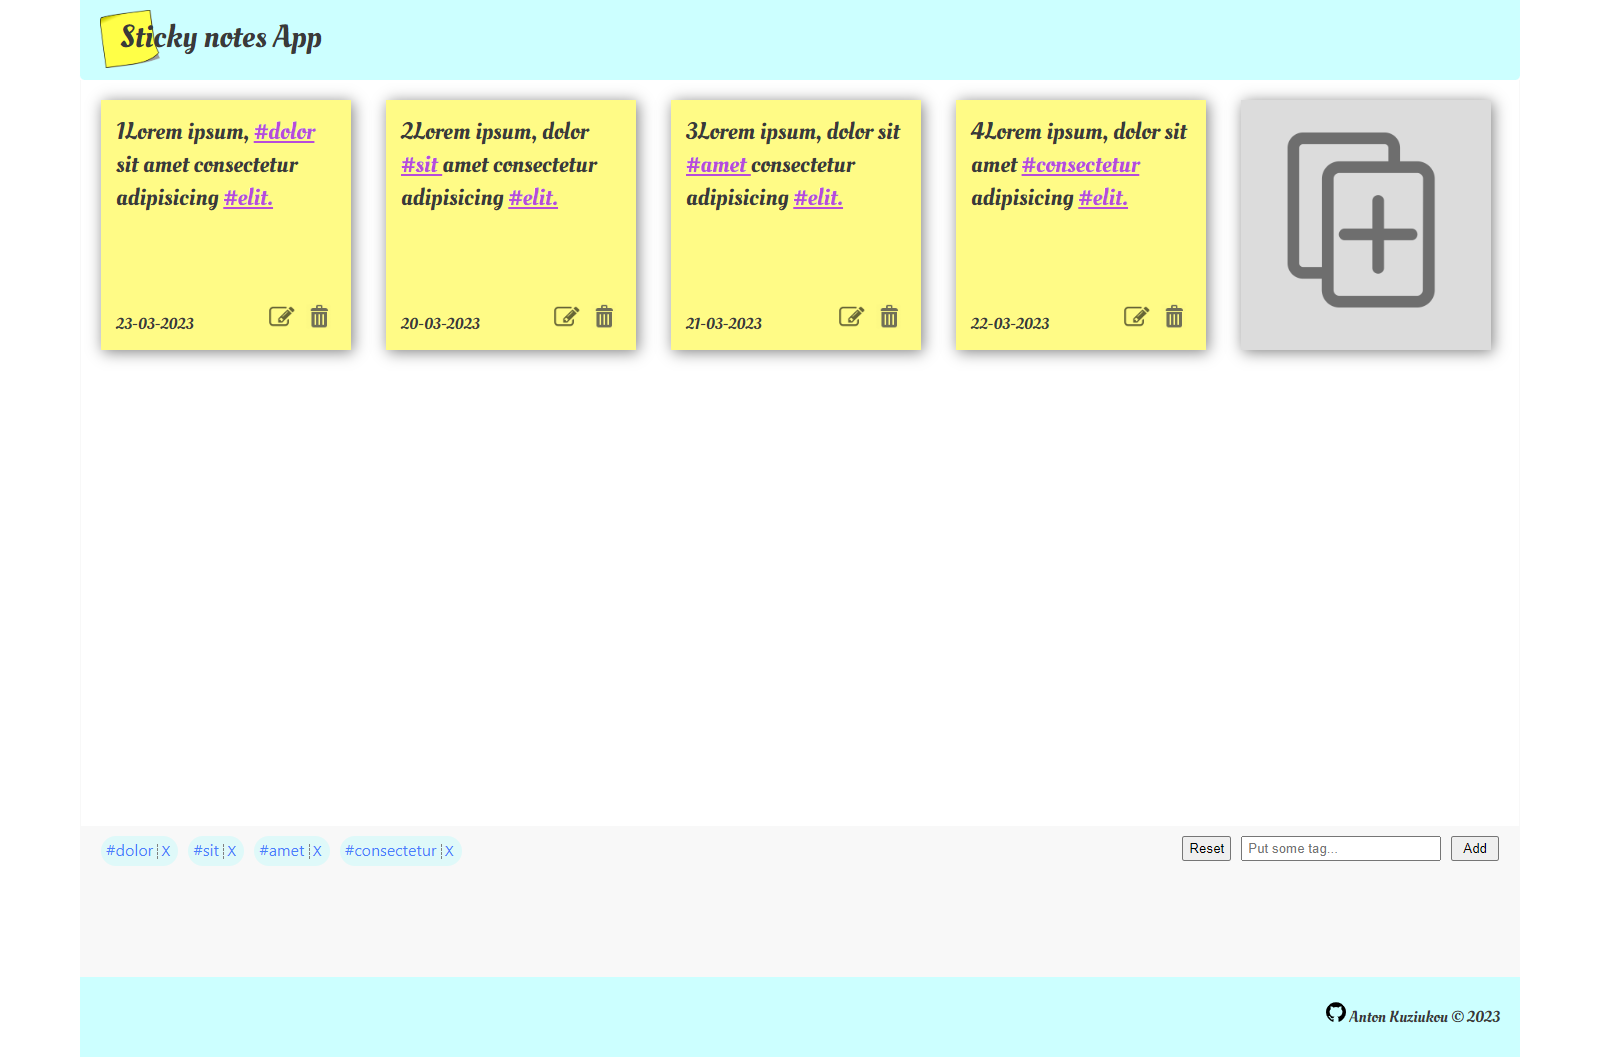 Sticky notes App
1Lorem ipsum, #dolor
sit amet consectetur
adipisicing #elit.
23-03-2023
2Lorem ipsum, dolor
#sit amet consectetur
adipisicing #elit.
20-03-2023
3Lorem ipsum, dolor sit
#amet consectetur
adipisicing #elit.
21-03-2023
4Lorem ipsum, dolor sit
amet #consectetur
adipisicing #elit.
22-03-2023
#dolor X #sit X #amet X #consectetur X
Reset Put some tag... Add
Anton Kuziukou © 2023